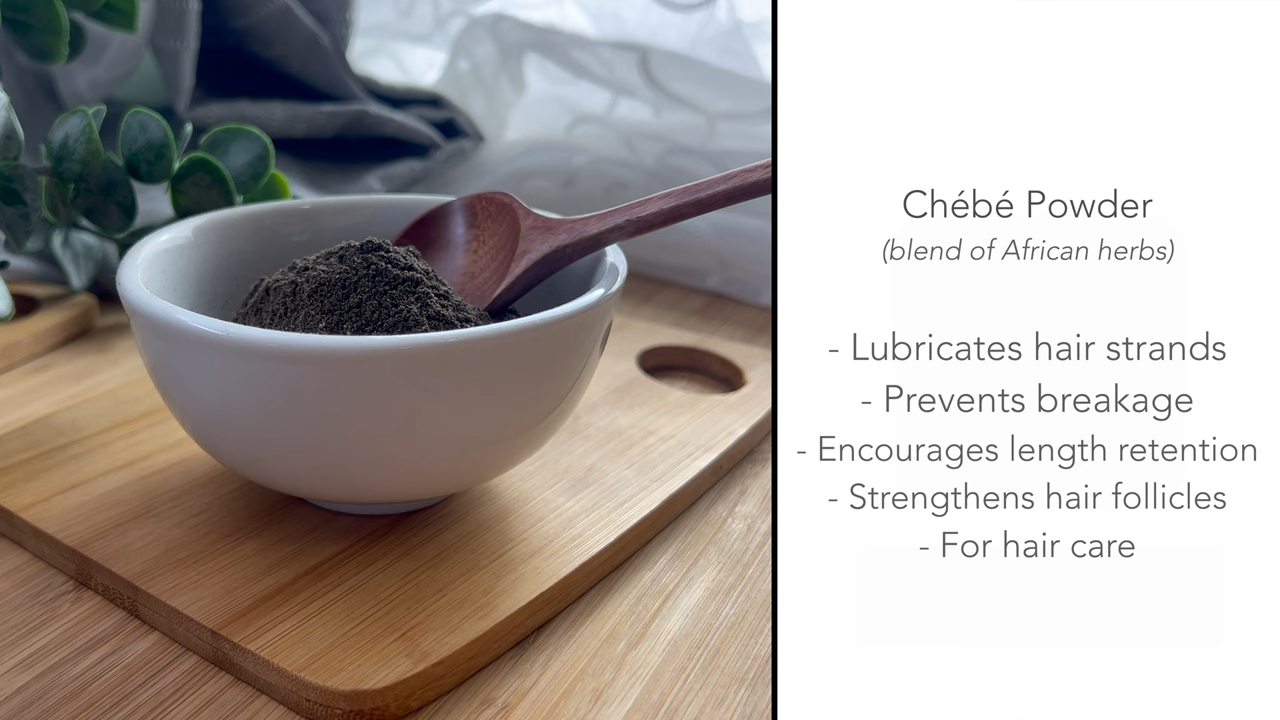 Chébé Powder
(blend of African herbs)
- Lubricates hair strands
- Prevents breakage
- Encourages length retention
- Strengthens hair follicles
- For hair care